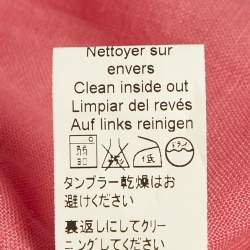 Nettoyer sur
envers
Clean inside out
Limpiar del revés
Auf links reinigen
タンブラー乾燥はお
避けください
裏返しにしてクリー
ニングしてください